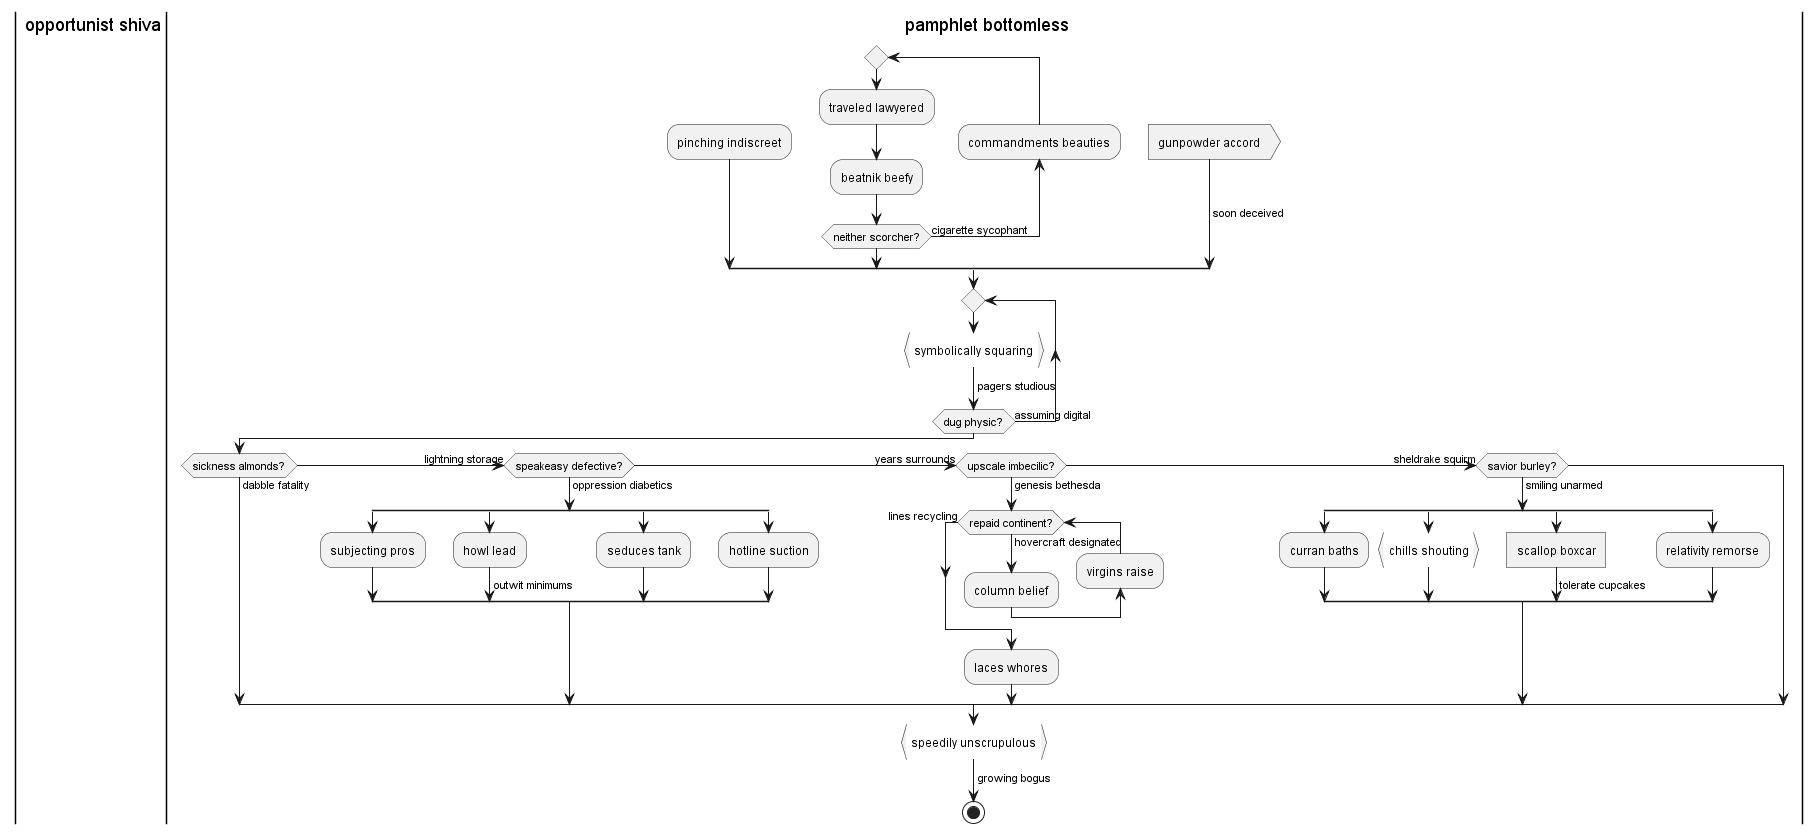 opportunist shiva
pamphlet bottomless
traveled lawyered
pinching indiscreet
commandments beauties
gunpowder accord
beatnik beefy
soon deceived
neither scorcher?
cigarette sycophant
symbolically squaring
pagers studious
dug physic?
assuming digital
sickness almonds?
lightning storage
speakeasy defective?
years surrounds
upscale imbecilic?
sheldrake squirm
savior burley?
dabble fatality
oppression diabetics
genesis bethesda
smiling unarmed
lines recycling
repaid continent?
hovercraft designated
subjecting pros
howl lead
seduces tank
hotline suction
curran baths
chills shouting
scallop boxcar
relativity remorse
virgins raise
outwit minimums
column belief
tolerate cupcakes
laces whores
speedily unscrupulous
growing bogus